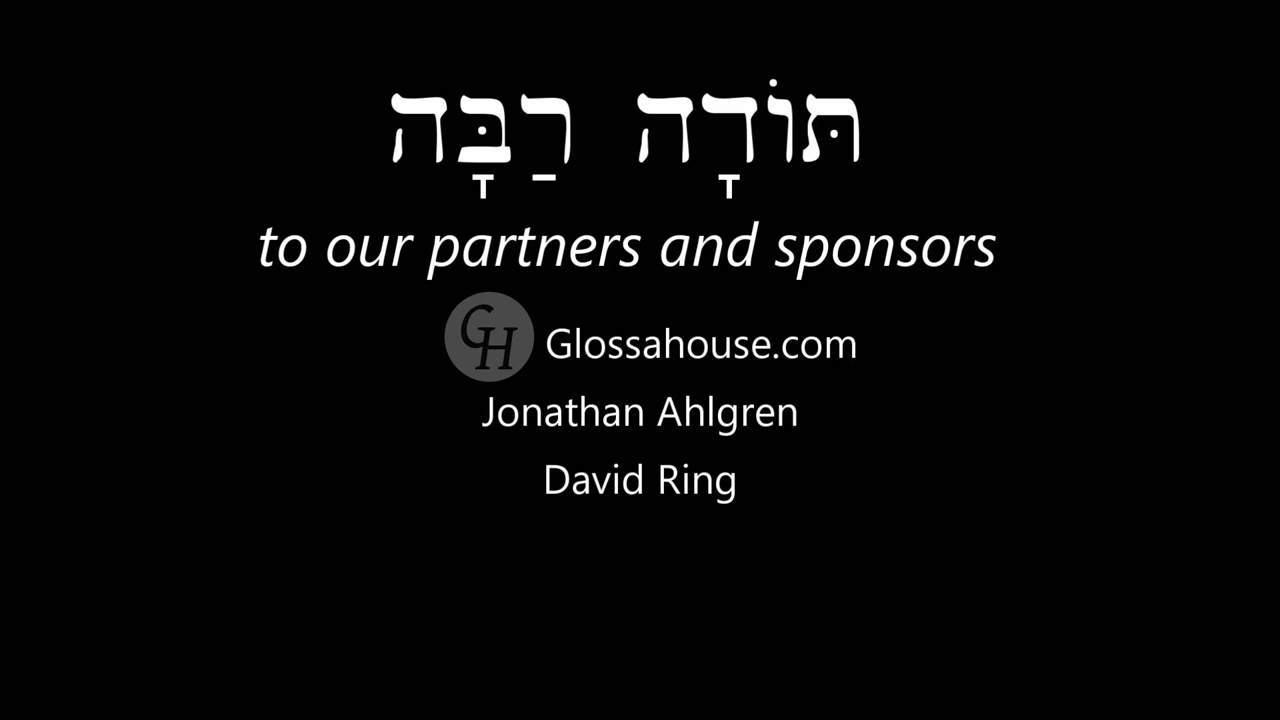 תּוֹדָה רַבָּה
to our partners and sponsors
GH Glossahouse.com
Jonathan Ahlgren
David Ring